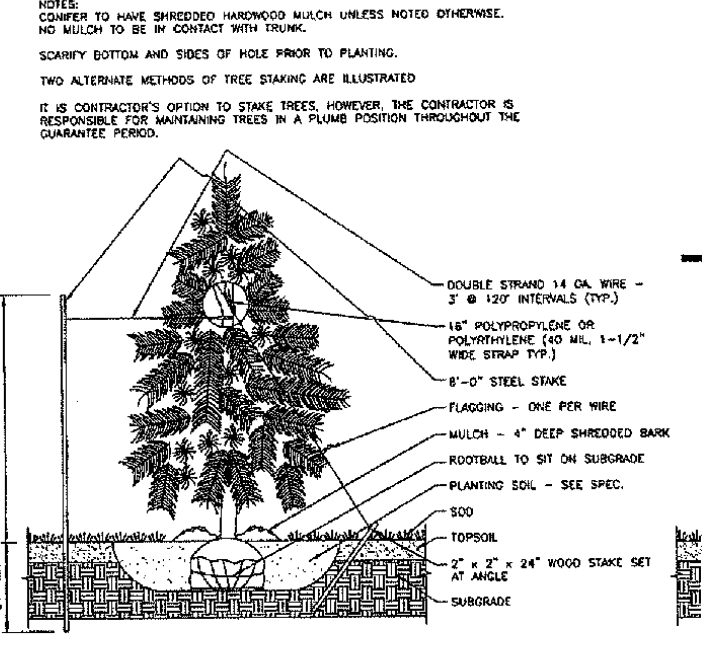 NOTES:
CONIFER TO HAVE SHREDDED HARDWOOD MULCH UNLESS NOTED OTHERWISE.
NO MULCH TO BE IN CONTACT WITH TRUNK.
SCARIFY BOTTOM AND SIDES OF HOLE PRIOR TO PLANTING.
TWO ALTERNATE METHODS OF TREE STAKING ARE ILLUSTRATED
IT IS CONTRACTOR'S OPTION TO STAKE TREES, HOWEVER, THE CONTRACTOR IS
RESPONSIBLE FOR MAINTAINING TREES IN A PLUMB POSITION THROUGHOUT THE
GUARANTEE PERIOD.
DOUBLE STRAND 14 GA. WIRE -
3' @ 120' INTERVALS (TYP.)
16" POLYPROPYLENE OR
POLYRTHYLENE (40 MIL, 1-1/2"
WIDE STRAP TYP.)
8'-0" STEEL STAKE
FLAGGING - ONE PER WIRE
MULCH - 4" DEEP SHREDDED BARK
ROOTBALL TO SIT ON SUBGRADE
PLANTING SOIL - SEE SPEC.
SOD
TOPSOIL
2" x 2" x 24" WOOD STAKE SET
AT ANGLE
SUBGRADE